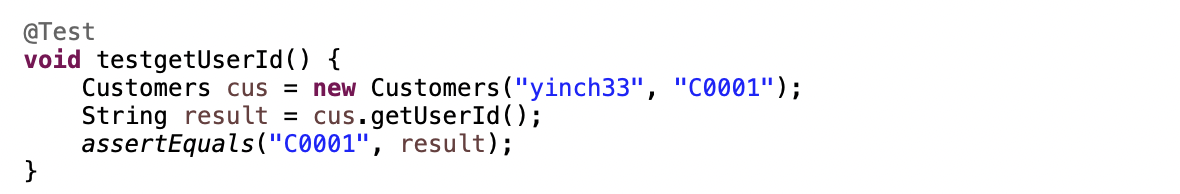 @Test
void testgetUserId() {
    Customers cus = new Customers("yinch33", "C0001");
    String result = cus.getUserId();
    assertEquals("C0001", result);
}